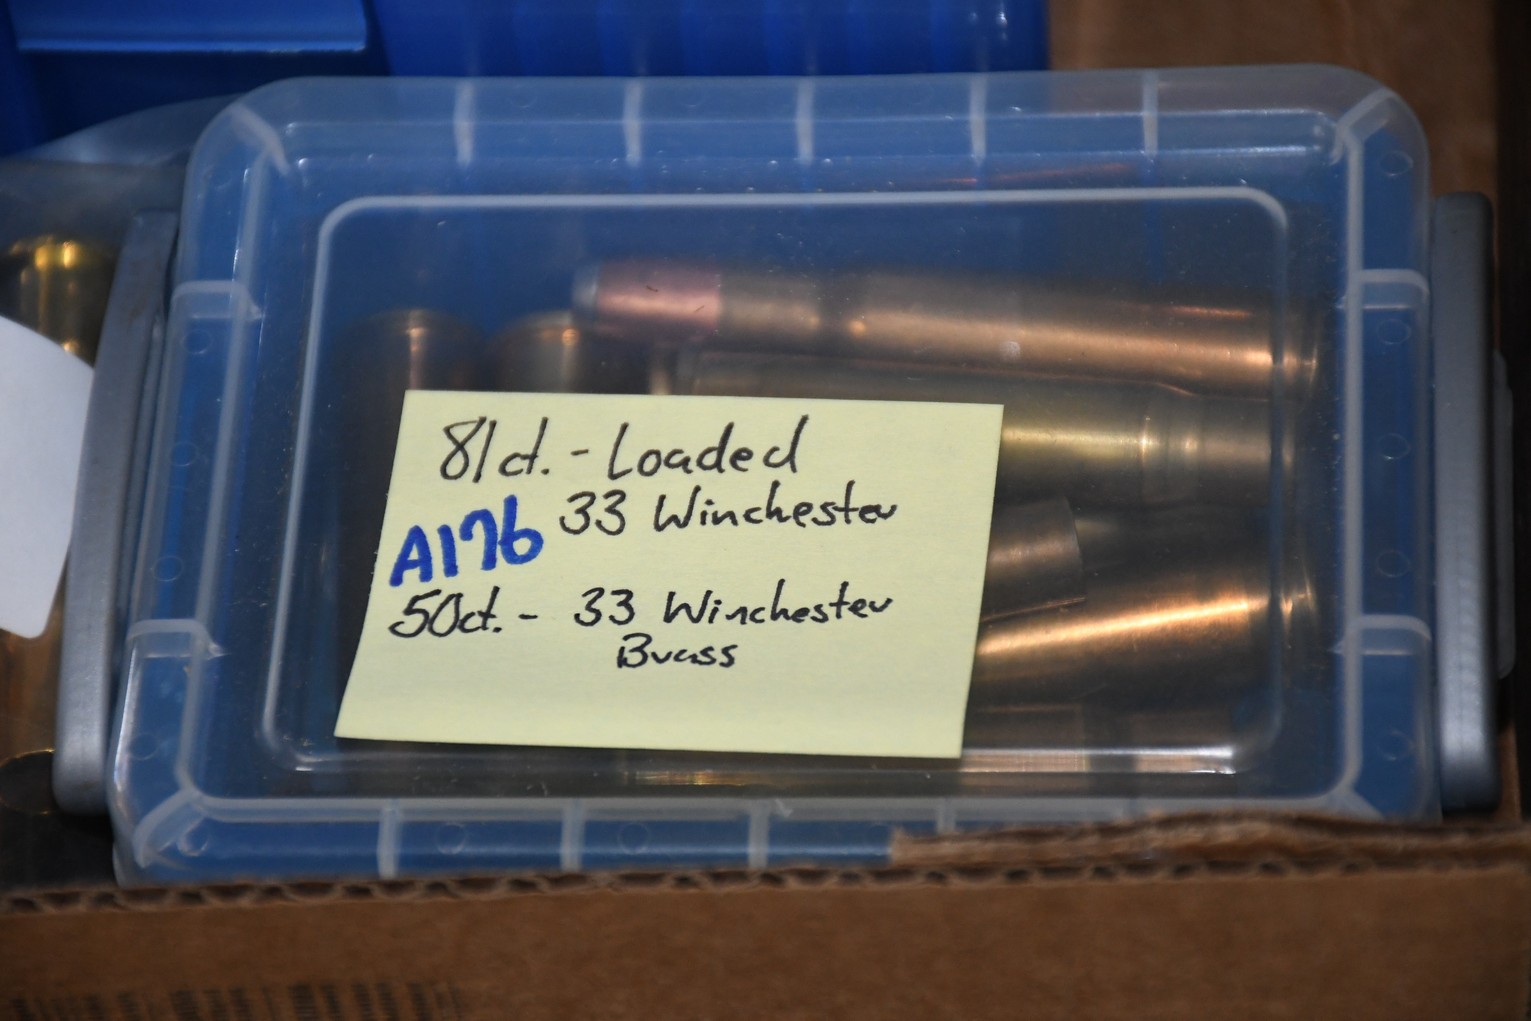 81ct. - Loaded
33 Winchester
A176
50ct. - 33 Winchester
Brass